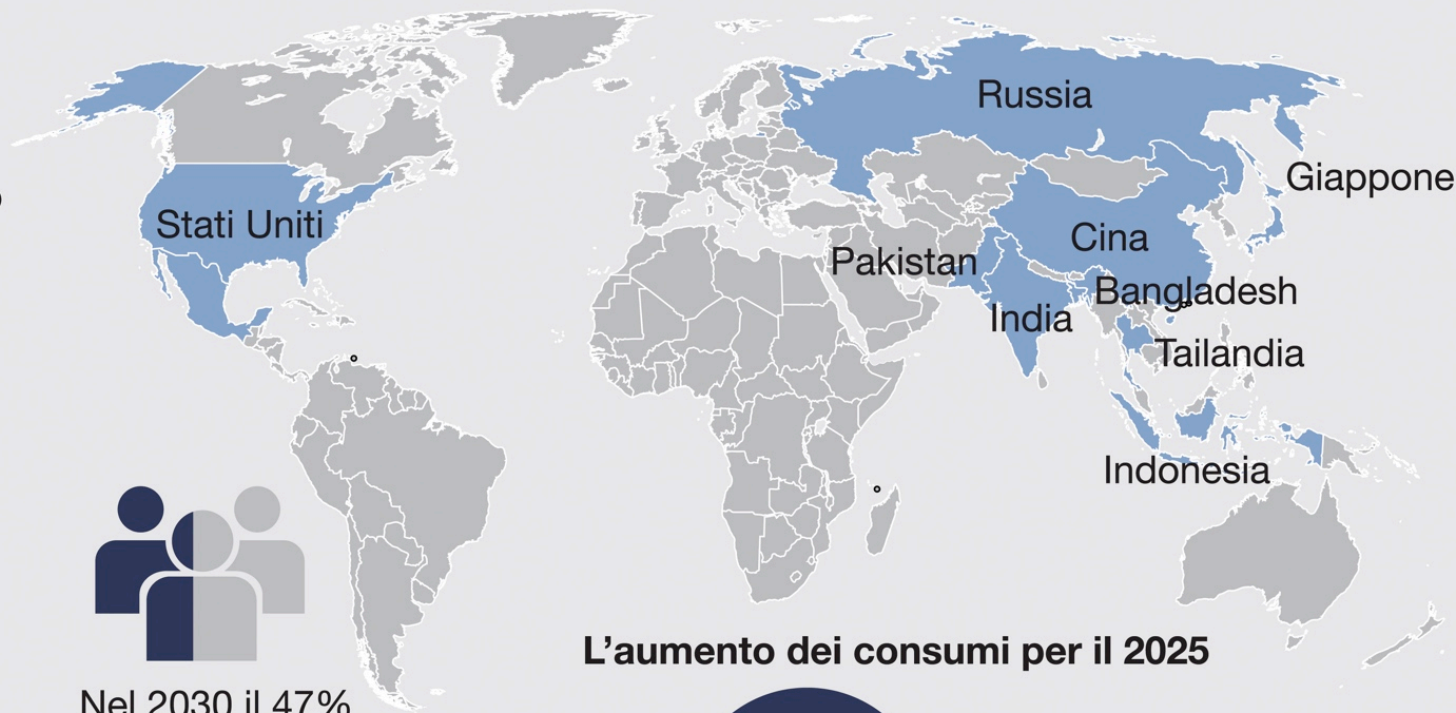 Russia
Giappone
Stati Uniti
Cina
Pakistan
Bangladesh
India
Tailandia
Indonesia
L'aumento dei consumi per il 2025
Nel 2030 il 47%